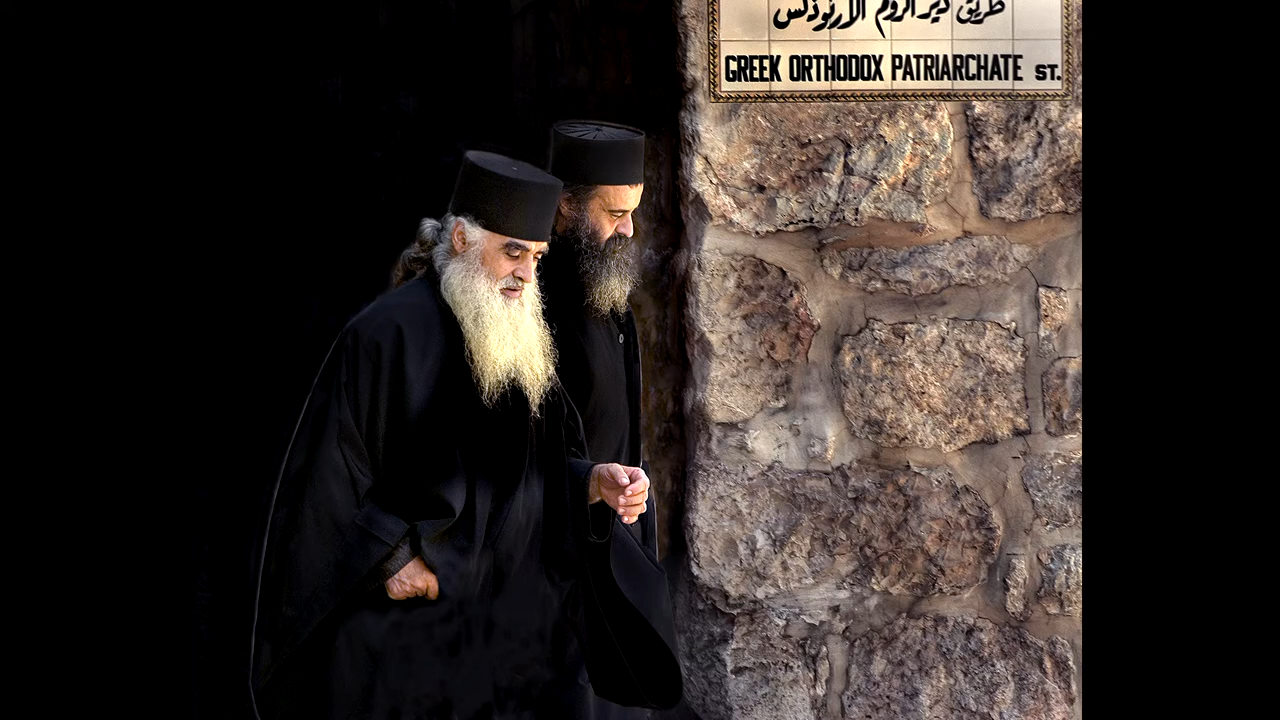 طريق دير الروم الارثوذكس
GREEK ORTHODOX PATRIARCHATE ST.